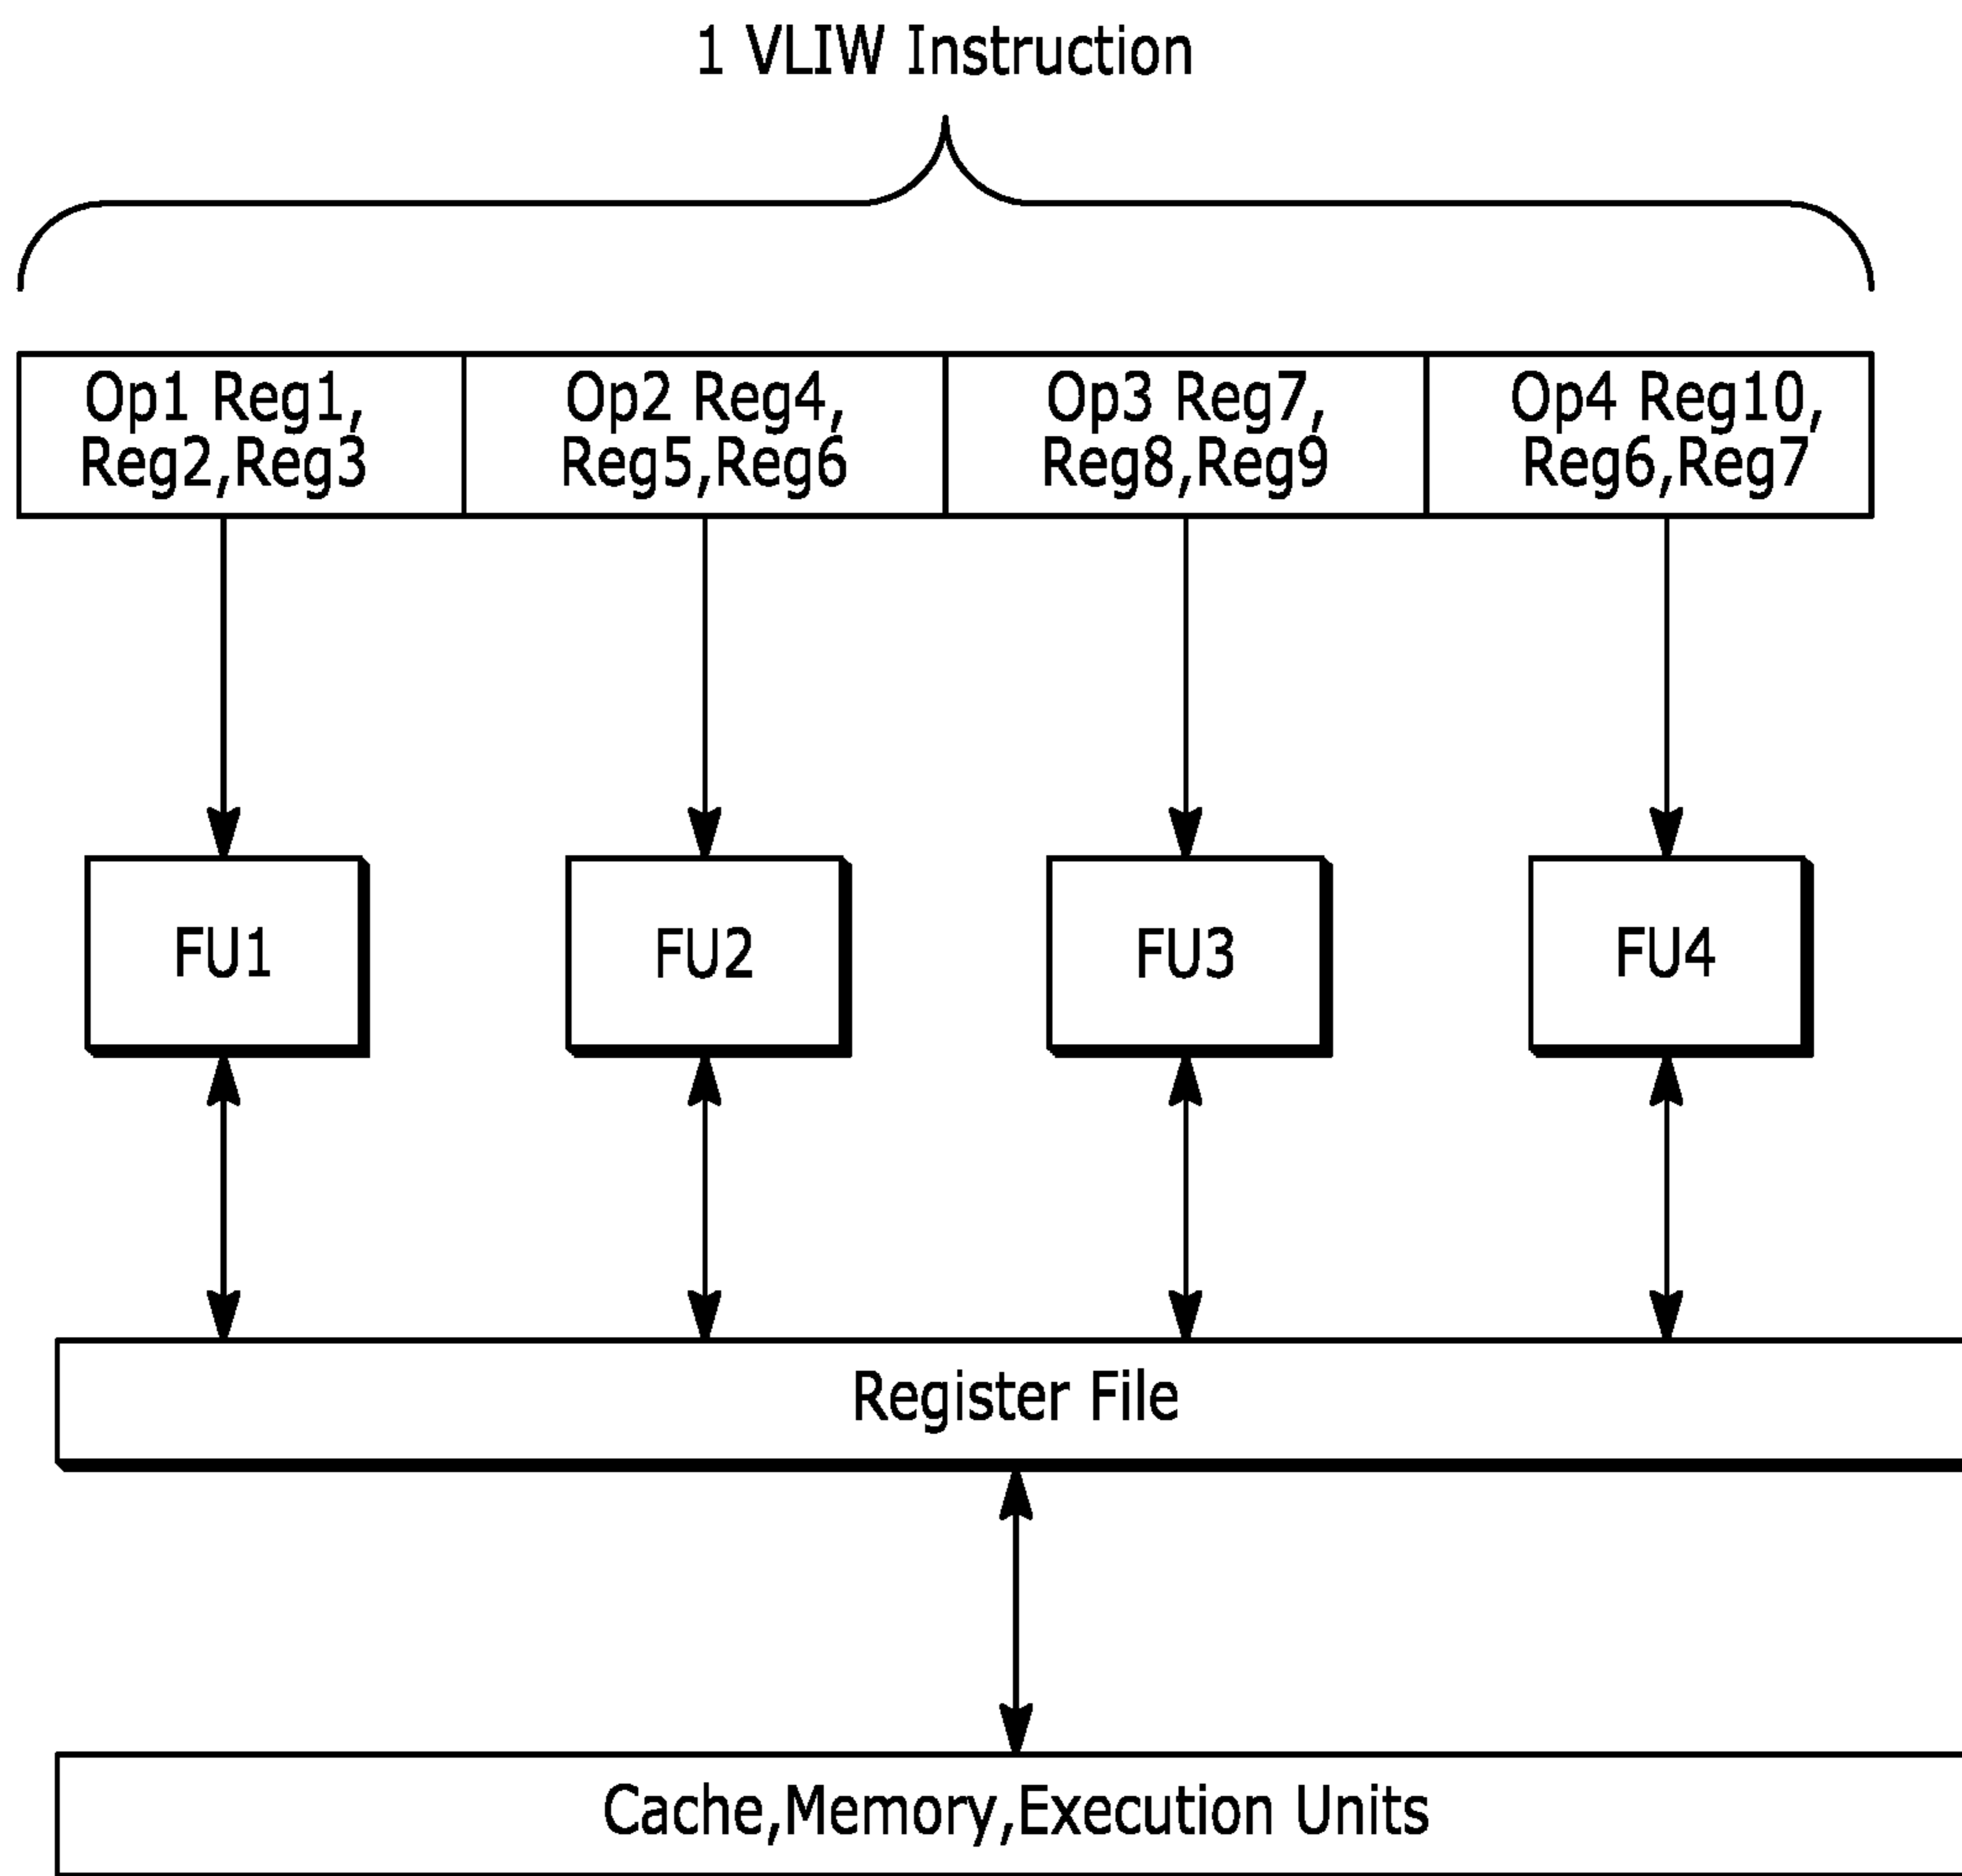 1 VLIW Instruction
Op1 Reg1,
Reg2,Reg3
Op2 Reg4,
Reg5,Reg6
Op3 Reg7,
Reg8,Reg9
Op4 Reg10,
Reg6,Reg7
FU1
FU2
FU3
FU4
Register File
Cache,Memory,Execution Units